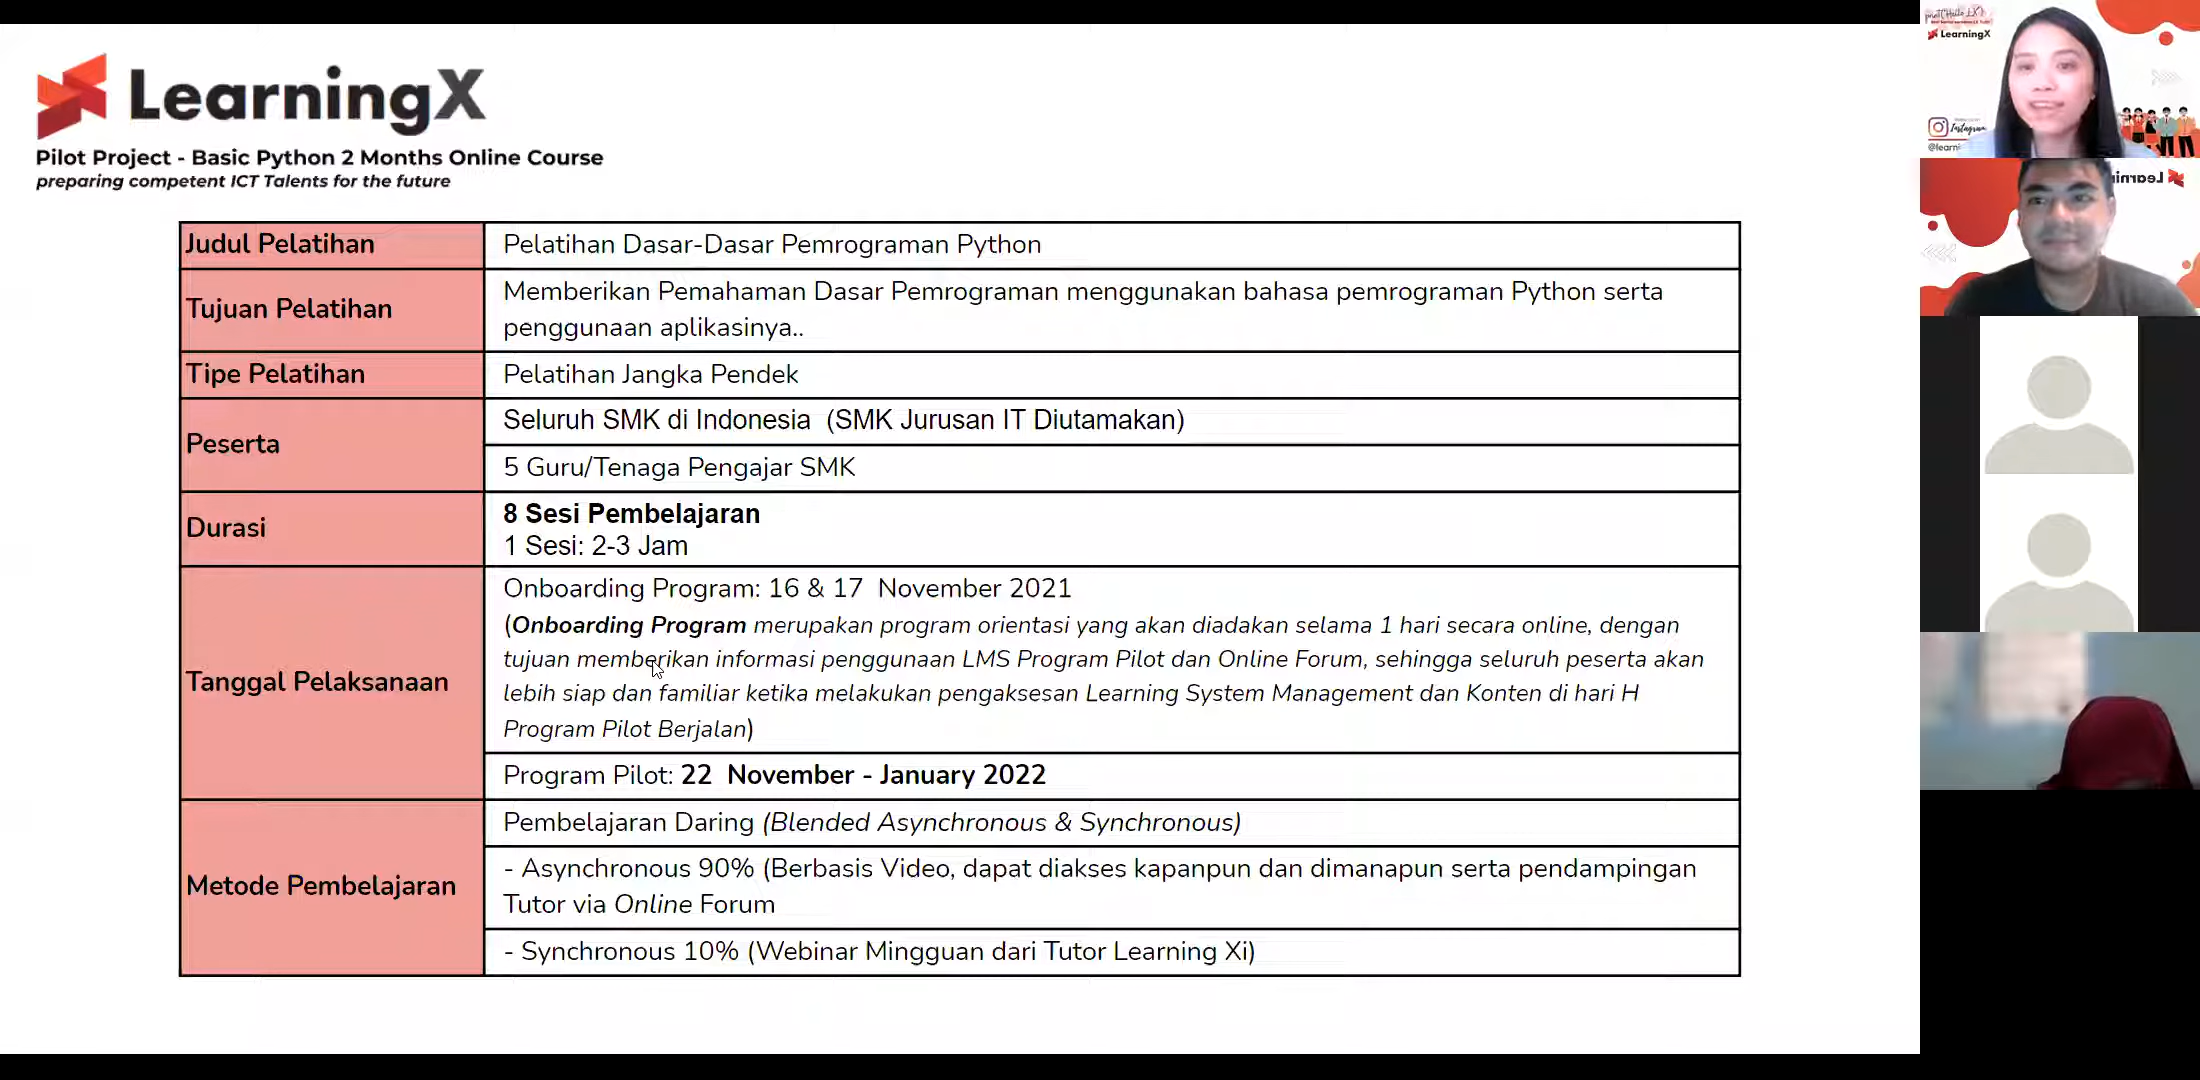 LearningX
Pilot Project - Basic Python 2 Months Online Course
preparing competent ICT Talents for the future
Judul Pelatihan
Pelatihan Dasar-Dasar Pemrograman Python
Tujuan Pelatihan
Memberikan Pemahaman Dasar Pemrograman menggunakan bahasa pemrograman Python serta
penggunaan aplikasinya..
Tipe Pelatihan
Pelatihan Jangka Pendek
Peserta
Seluruh SMK di Indonesia (SMK Jurusan IT Diutamakan)
5 Guru/Tenaga Pengajar SMK
Durasi
8 Sesi Pembelajaran
1 Sesi: 2-3 Jam
Tanggal Pelaksanaan
Onboarding Program: 16 & 17 November 2021
(Onboarding Program merupakan program orientasi yang akan diadakan selama 1 hari secara online, dengan
tujuan memberikan informasi penggunaan LMS Program Pilot dan Online Forum, sehingga seluruh peserta akan
lebih siap dan familiar ketika melakukan pengaksesan Learning System Management dan Konten di hari H
Program Pilot Berjalan)
Program Pilot: 22 November - January 2022
Metode Pembelajaran
Pembelajaran Daring (Blended Asynchronous & Synchronous)
- Asynchronous 90% (Berbasis Video, dapat diakses kapanpun dan dimanapun serta pendampingan
Tutor via Online Forum
- Synchronous 10% (Webinar Mingguan dari Tutor Learning Xi)
LearningX
Instagram